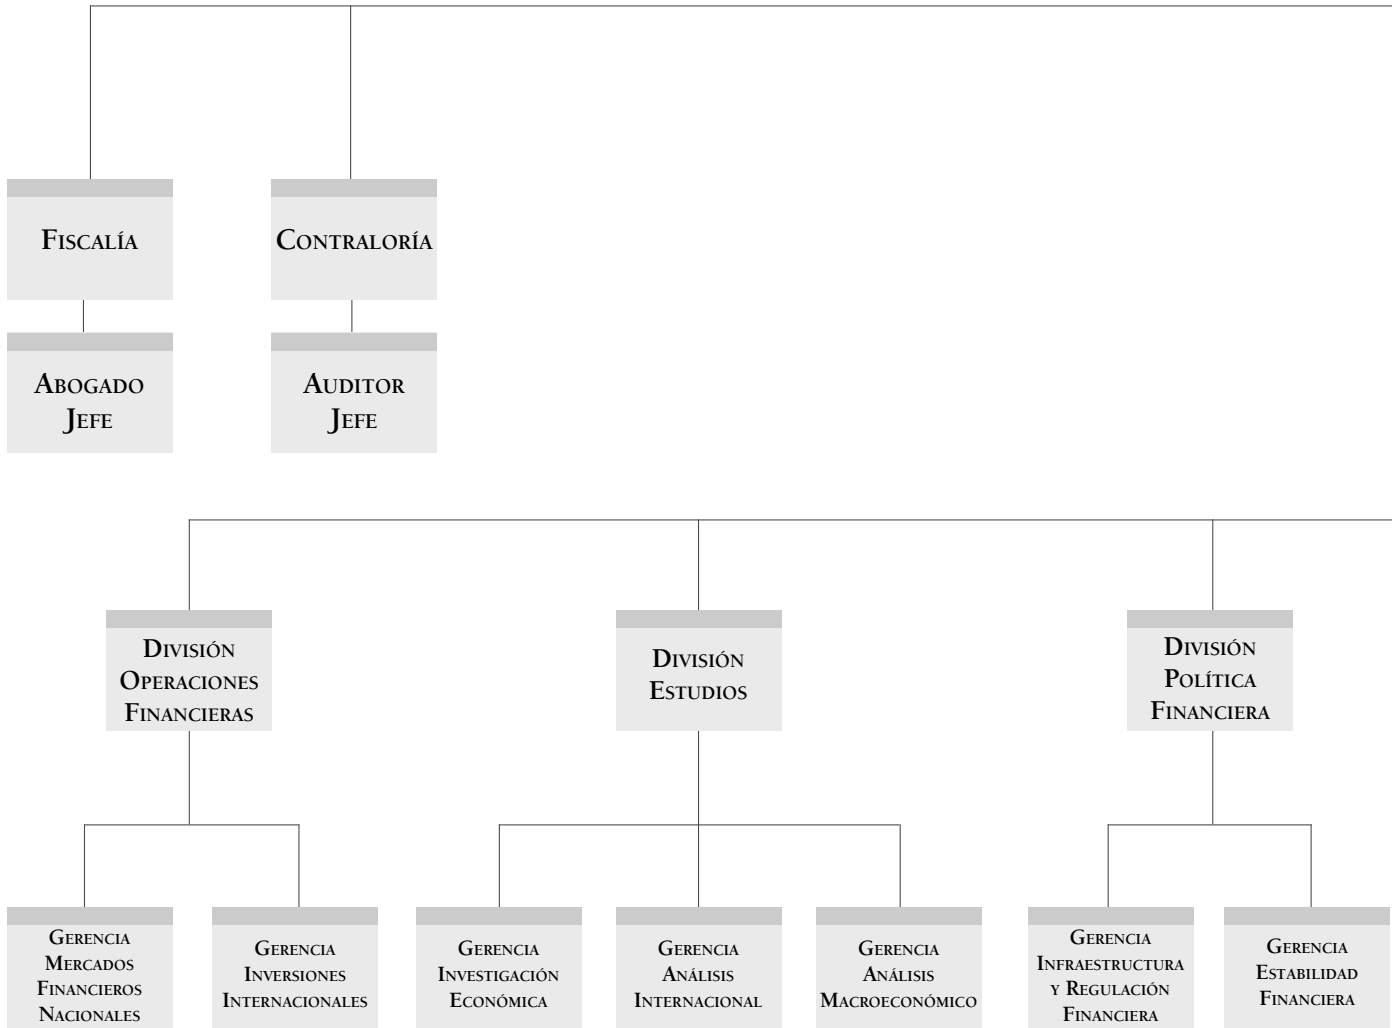 Fiscalía
Contraloría
Abogado
Jefe
Auditor
Jefe
División
Operaciones
Financieras
División
Estudios
División
Política
Financiera
Gerencia
Mercados
Financieros
Nacionales
Gerencia
Inversiones
Internacionales
Gerencia
Investigación
Económica
Gerencia
Análisis
Internacional
Gerencia
Análisis
Macroeconómico
Gerencia
Infraestructura
y Regulación
Financiera
Gerencia
Estabilidad
Financiera